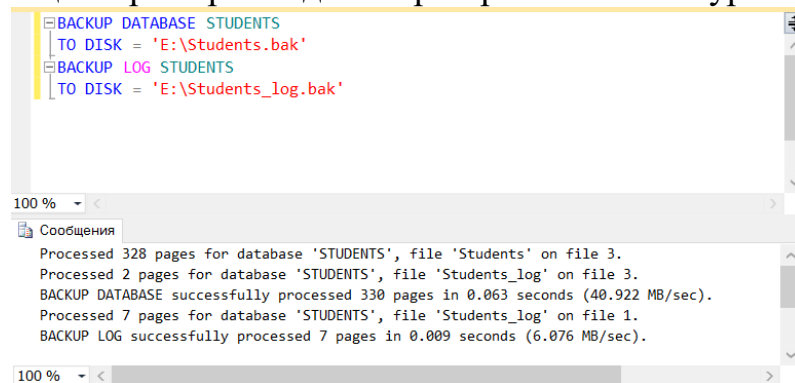 BACKUP DATABASE STUDENTS
TO DISK = 'E:\Students.bak'
BACKUP LOG STUDENTS
TO DISK = 'E:\Students_log.bak'
100 %
Сообщения
Processed 328 pages for database 'STUDENTS', file 'Students' on file 3.
Processed 2 pages for database 'STUDENTS', file 'Students_log' on file 3.
BACKUP DATABASE successfully processed 330 pages in 0.063 seconds (40.922 MB/sec).
Processed 7 pages for database 'STUDENTS', file 'Students_log' on file 1.
BACKUP LOG successfully processed 7 pages in 0.009 seconds (6.076 MB/sec).
100 %